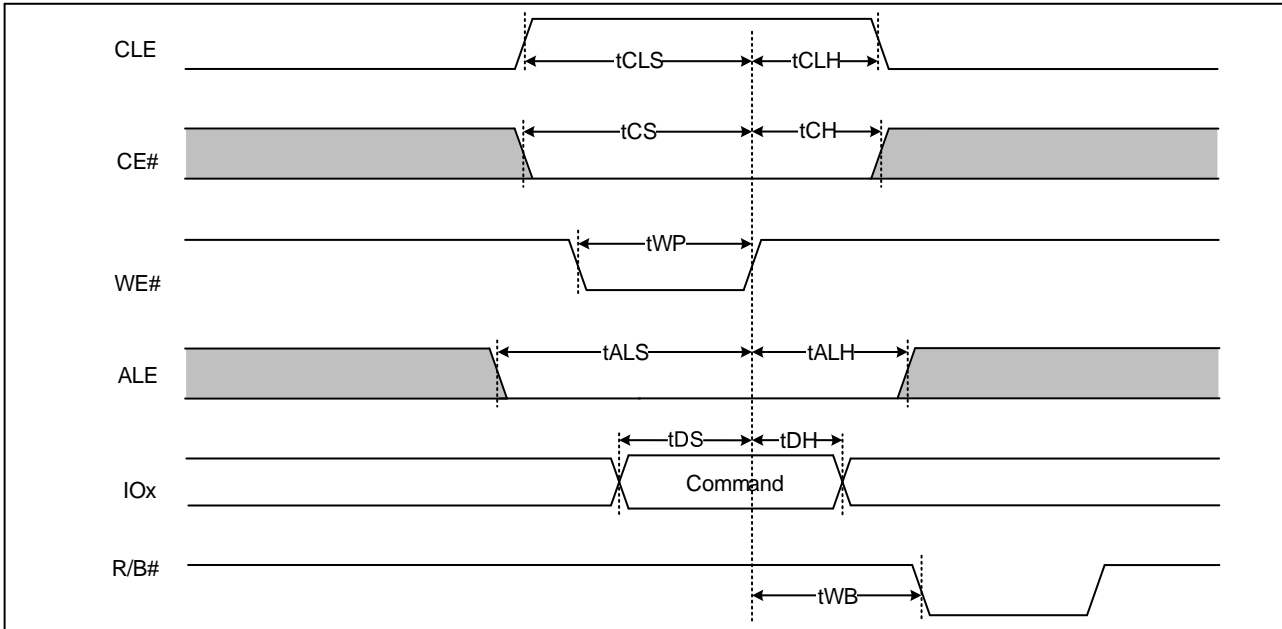 CLE
tCLS tCLH
CE#
tCS tCH
WE#
tWP
ALE
tALS tALH
IOx
tDS tDH
Command
R/B#
tWB